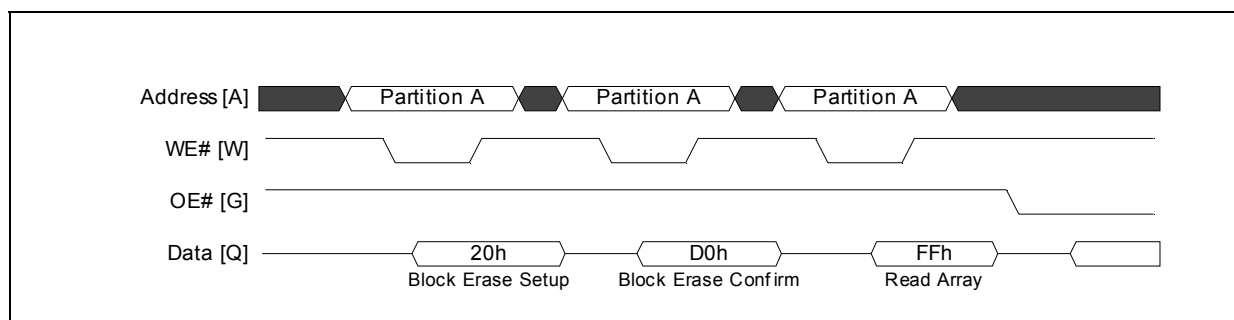 Address [A] Partition A Partition A Partition A
WE# [W]
OE# [G]
Data [Q] 20h D0h FFh
Block Erase Setup Block Erase Confirm Read Array